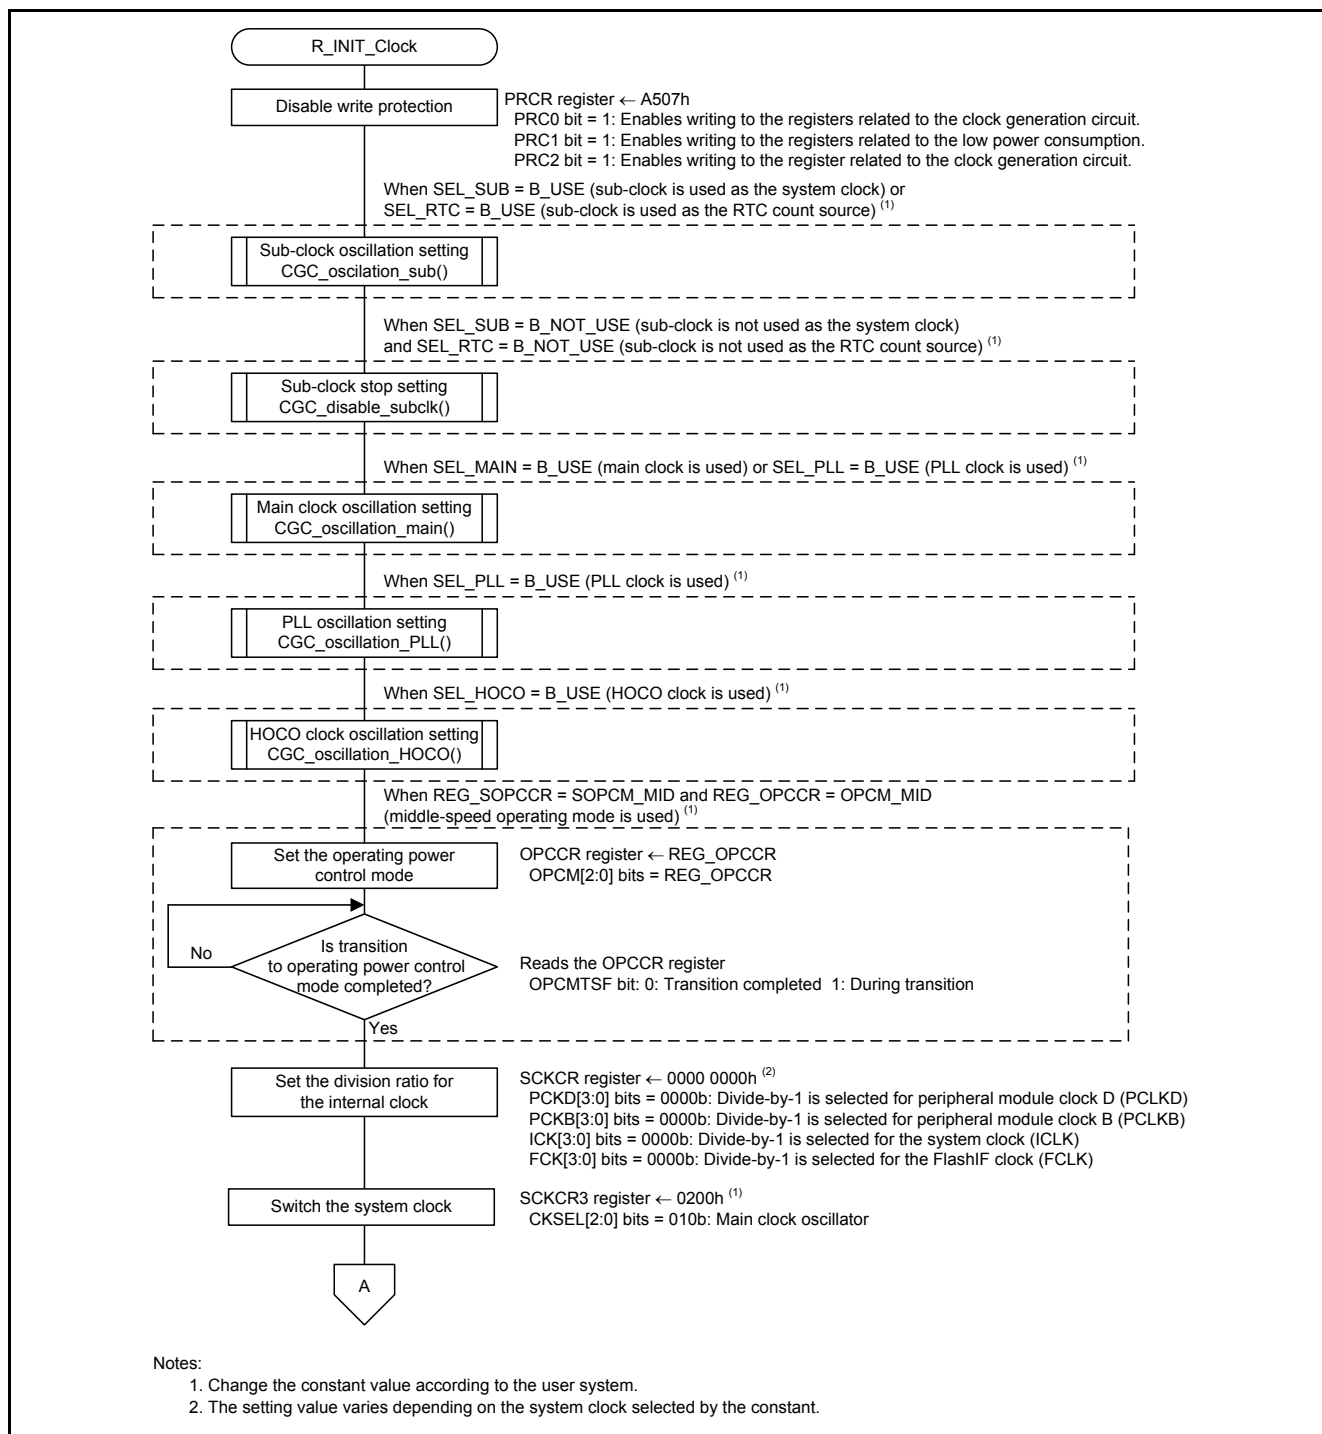 R_INIT_Clock
Disable write protection
PRCR register ← A507h
PRC0 bit = 1: Enables writing to the registers related to the clock generation circuit.
PRC1 bit = 1: Enables writing to the registers related to the low power consumption.
PRC2 bit = 1: Enables writing to the register related to the clock generation circuit.
When SEL_SUB = B_USE (sub-clock is used as the system clock) or
SEL_RTC = B_USE (sub-clock is used as the RTC count source) (1)
Sub-clock oscillation setting
CGC_oscilation_sub()
When SEL_SUB = B_NOT_USE (sub-clock is not used as the system clock)
and SEL_RTC = B_NOT_USE (sub-clock is not used as the RTC count source) (1)
Sub-clock stop setting
CGC_disable_subclk()
When SEL_MAIN = B_USE (main clock is used) or SEL_PLL = B_USE (PLL clock is used) (1)
Main clock oscillation setting
CGC_oscillation_main()
When SEL_PLL = B_USE (PLL clock is used) (1)
PLL oscillation setting
CGC_oscillation_PLL()
When SEL_HOCO = B_USE (HOCO clock is used) (1)
HOCO clock oscillation setting
CGC_oscillation_HOCO()
When REG_SOPCCR = SOPCM_MID and REG_OPCCR = OPCM_MID
(middle-speed operating mode is used) (1)
Set the operating power
control mode
OPCCR register ← REG_OPCCR
OPCM[2:0] bits = REG_OPCCR
No
Is transition
to operating power control
mode completed?
Reads the OPCCR register
OPCMTSF bit: 0: Transition completed 1: During transition
Yes
Set the division ratio for
the internal clock
SCKCR register ← 0000 0000h (2)
PCKD[3:0] bits = 0000b: Divide-by-1 is selected for peripheral module clock D (PCLKD)
PCKB[3:0] bits = 0000b: Divide-by-1 is selected for peripheral module clock B (PCLKB)
ICK[3:0] bits = 0000b: Divide-by-1 is selected for the system clock (ICLK)
FCK[3:0] bits = 0000b: Divide-by-1 is selected for the FlashIF clock (FCLK)
Switch the system clock
SCKCR3 register ← 0200h (1)
CKSEL[2:0] bits = 010b: Main clock oscillator
A
Notes:
1. Change the constant value according to the user system.
2. The setting value varies depending on the system clock selected by the constant.